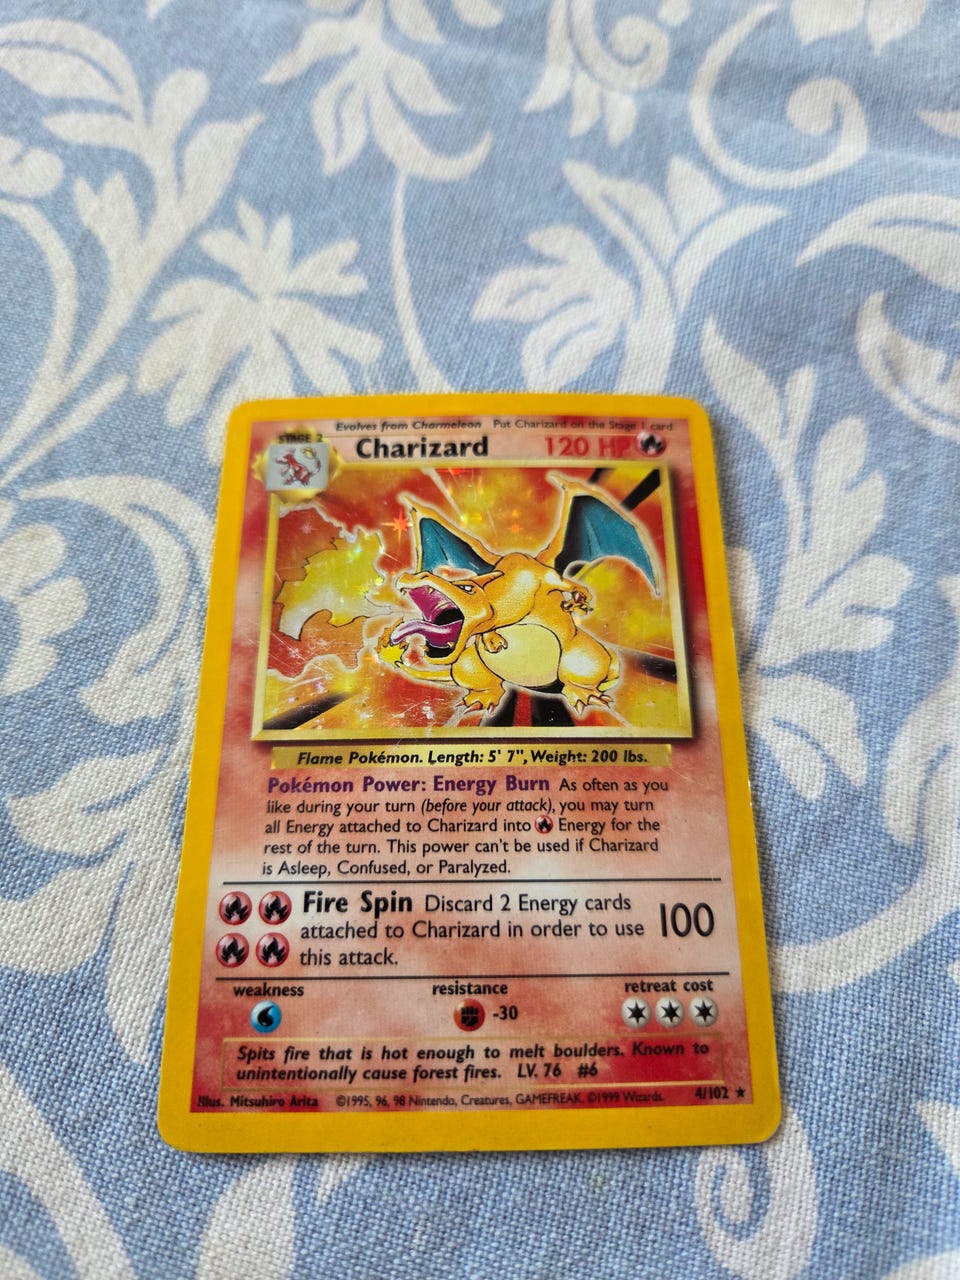 Evolves from Charmeleon Put Charizard on the Stage 1 card
STAGE 2
Charizard 120 HP
Flame Pokémon. Length: 5' 7", Weight: 200 lbs.
Pokémon Power: Energy Burn As often as you
like during your turn (before your attack), you may turn
all Energy attached to Charizard into Energy for the
rest of the turn. This power can't be used if Charizard
is Asleep, Confused, or Paralyzed.
Fire Spin Discard 2 Energy cards
attached to Charizard in order to use 100
this attack.
weakness resistance retreat cost
-30
Spits fire that is hot enough to melt boulders. Known to
unintentionally cause forest fires. LV. 76 #6
Illus. Mitsuhiro Arita ©1995, 96, 98 Nintendo, Creatures, GAMEFREAK. ©1999 Wizards. 4/102 ★